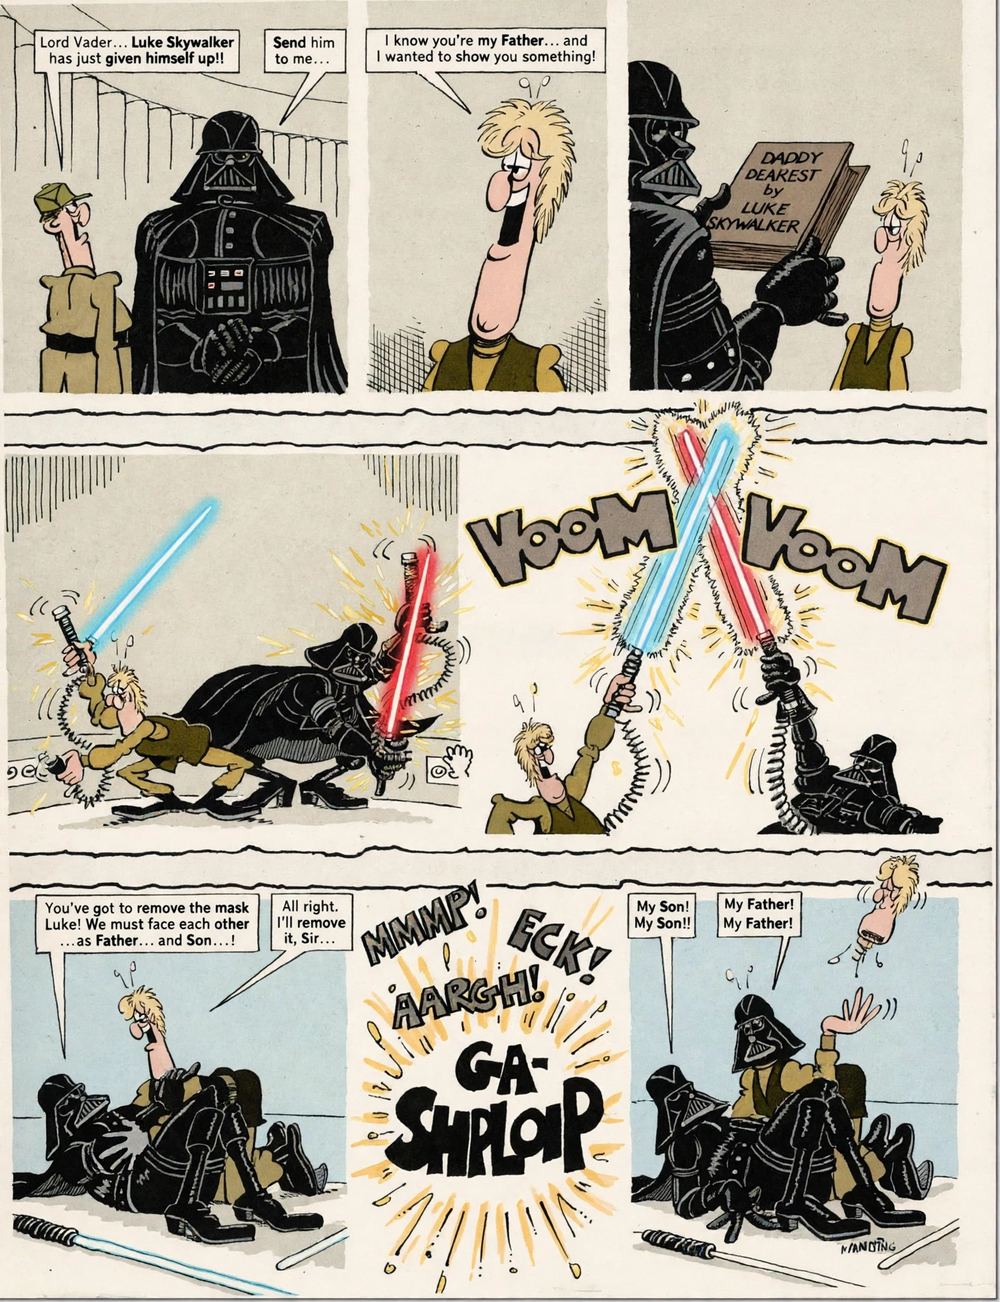 Lord Vader... Luke Skywalker
has just given himself up!!
Send him
to me...
I know you're my Father... and
I wanted to show you something!
DADDY
DEAREST
by
LUKE
SKYWALKER
VOOM
VOOM
You've got to remove the mask
Luke! We must face each other
...as Father... and Son...!
All right.
I'll remove
it, Sir...
MMMP!
ECK!
AARGH!
GA-
SHPLOIP
My Son!
My Son!!
My Father!
My Father!